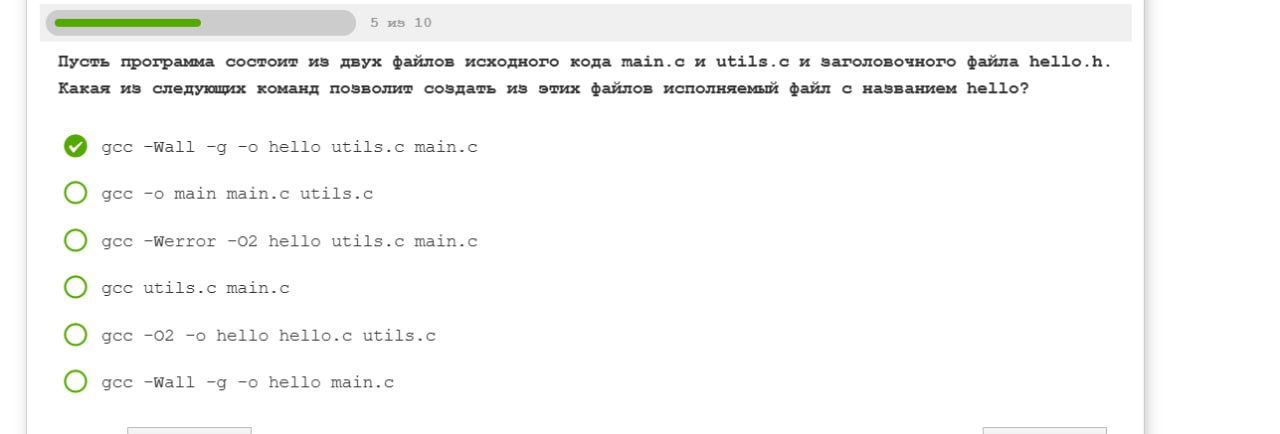 5 из 10
Пусть программа состоит из двух файлов исходного кода main.c и utils.c и заголовочного файла hello.h.
Какая из следующих команд позволит создать из этих файлов исполняемый файл с названием hello?
gcc -Wall -g -o hello utils.c main.c
gcc -o main main.c utils.c
gcc -Werror -O2 hello utils.c main.c
gcc utils.c main.c
gcc -O2 -o hello hello.c utils.c
gcc -Wall -g -o hello main.c